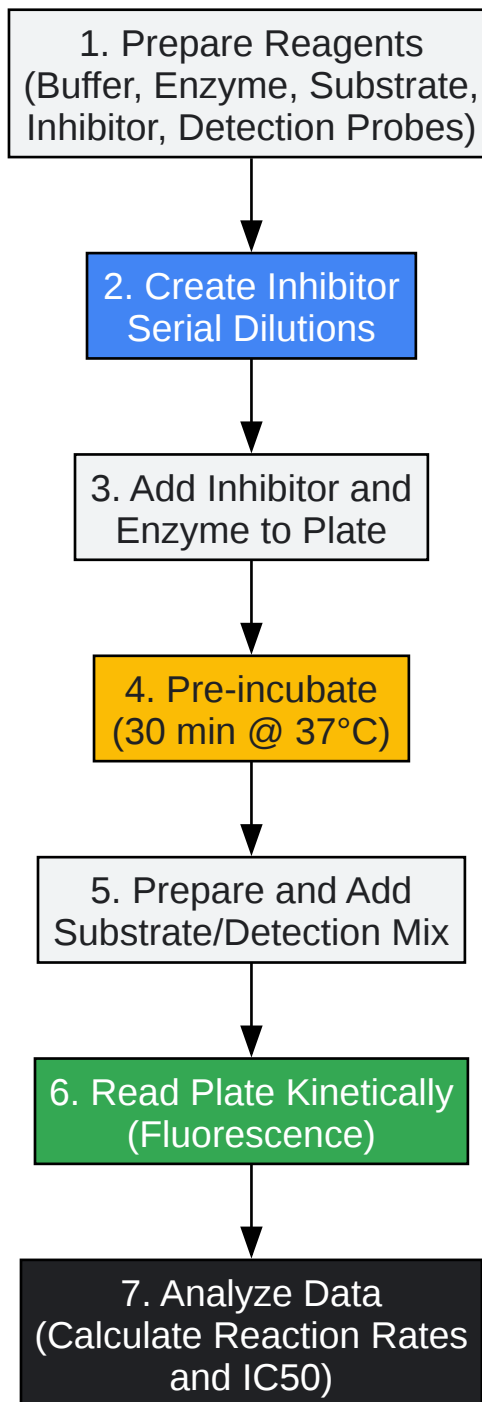 1. Prepare Reagents
(Buffer, Enzyme, Substrate,
Inhibitor, Detection Probes)
2. Create Inhibitor
Serial Dilutions
3. Add Inhibitor and
Enzyme to Plate
4. Pre-incubate
(30 min @ 37°C)
5. Prepare and Add
Substrate/Detection Mix
6. Read Plate Kinetically
(Fluorescence)
7. Analyze Data
(Calculate Reaction Rates
and IC50)